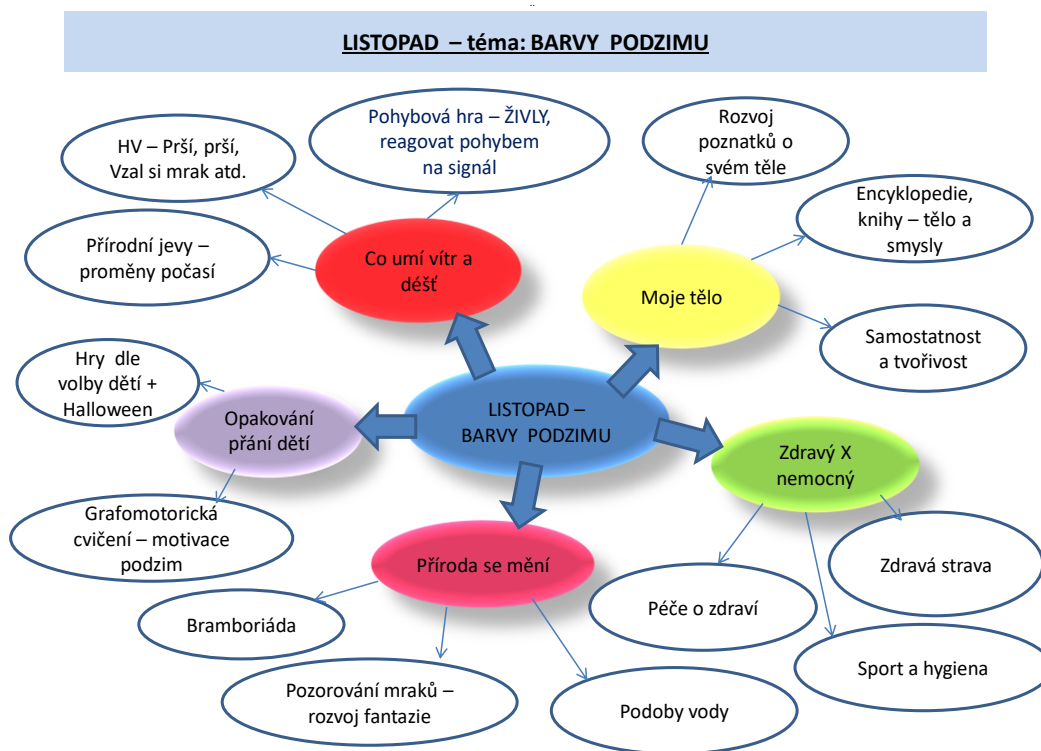 LISTOPAD – téma: BARVY PODZIMU
HV – Prší, prší,
Vzal si mrak atd.
Pohybová hra – ŽIVLY,
reagovat pohybem
na signál
Rozvoj
poznatků o
svém těle
Encyklopedie,
knihy – tělo a
smysly
Přírodní jevy –
proměny počasí
Co umí vítr a
déšť
Moje tělo
Samostatnost
a tvořivost
Hry dle
volby dětí +
Halloween
Opakování
přání dětí
LISTOPAD –
BARVY PODZIMU
Zdravý X
nemocný
Grafomotorická
cvičení – motivace
podzim
Příroda se mění
Zdravá strava
Péče o zdraví
Bramboriáda
Sport a hygiena
Pozorování mraků –
rozvoj fantazie
Podoby vody